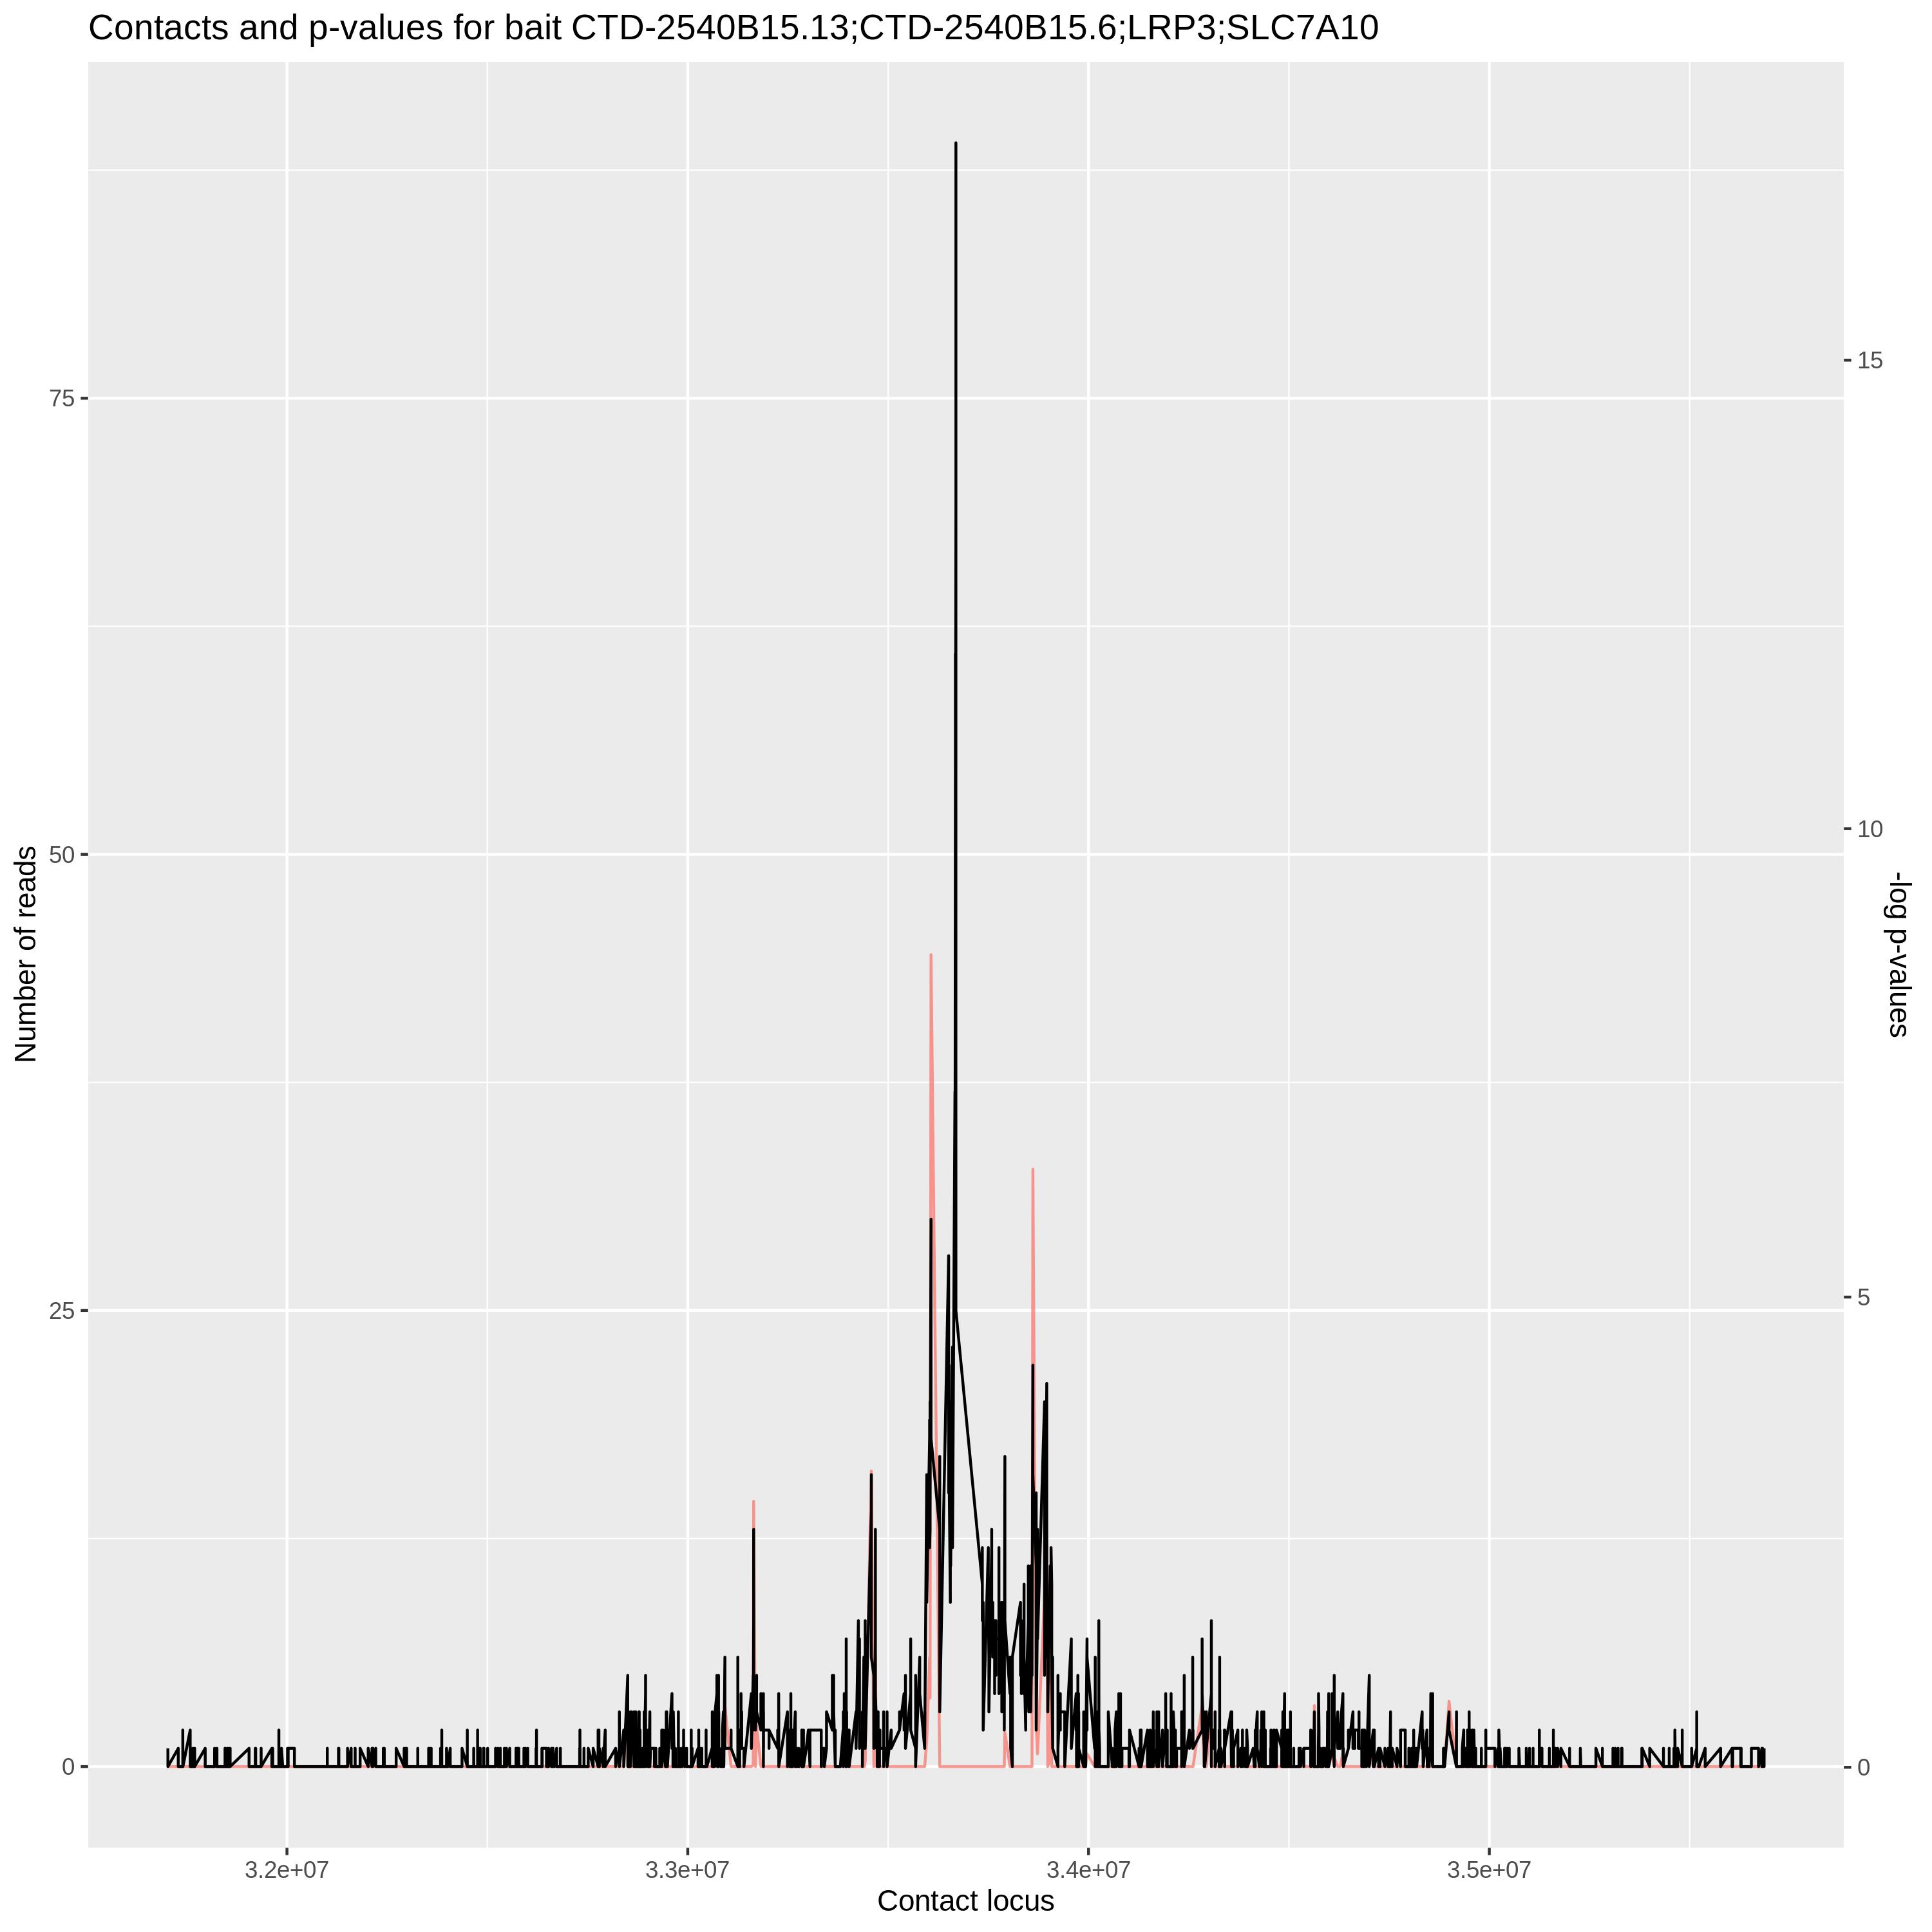 Contacts and p-values for bait CTD-2540B15.13;CTD-2540B15.6;LRP3;SLC7A10
75
50
25
0
Number of reads
15
10
5
0
-log p-values
3.2e+07 3.3e+07 3.4e+07 3.5e+07
Contact locus